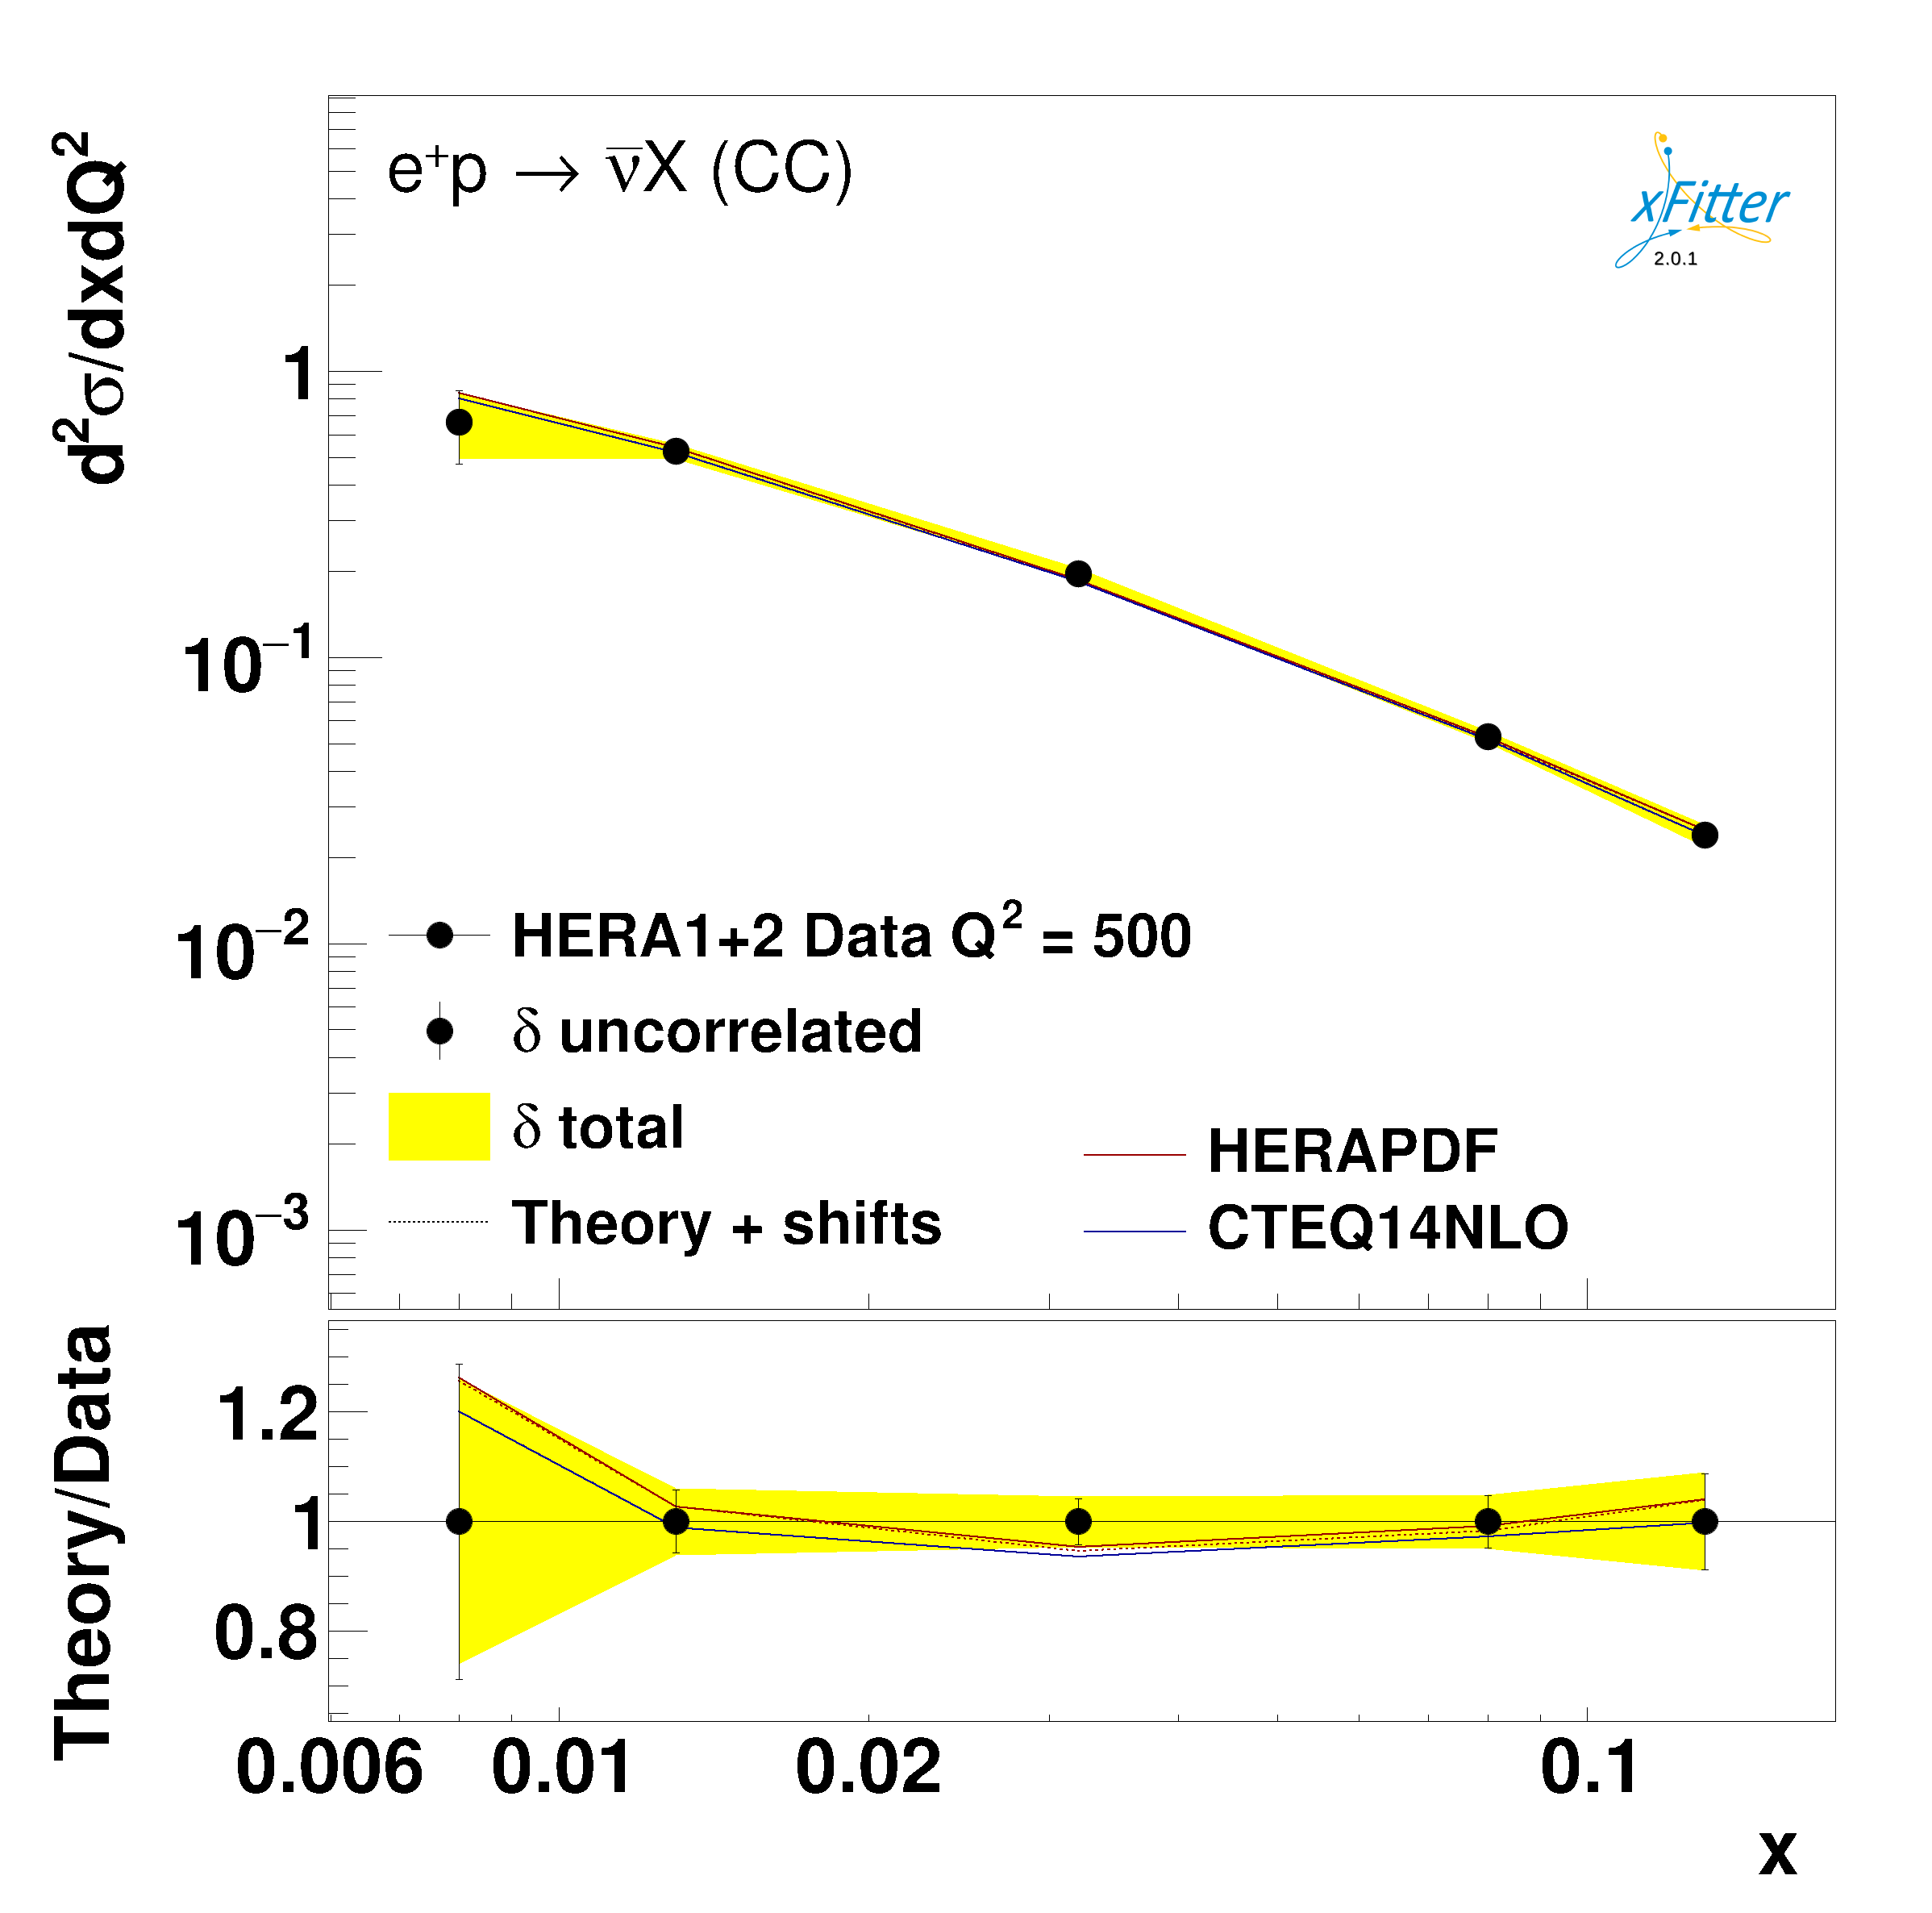 d²σ/dxdQ²
e⁺p → ν̅X (CC)
xFitter
2.0.1
1
10⁻¹
10⁻²
10⁻³
HERA1+2 Data Q² = 500
δ uncorrelated
δ total
Theory + shifts
HERAPDF
CTEQ14NLO
Theory/Data
1.2
1
0.8
0.006 0.01 0.02 0.1
x